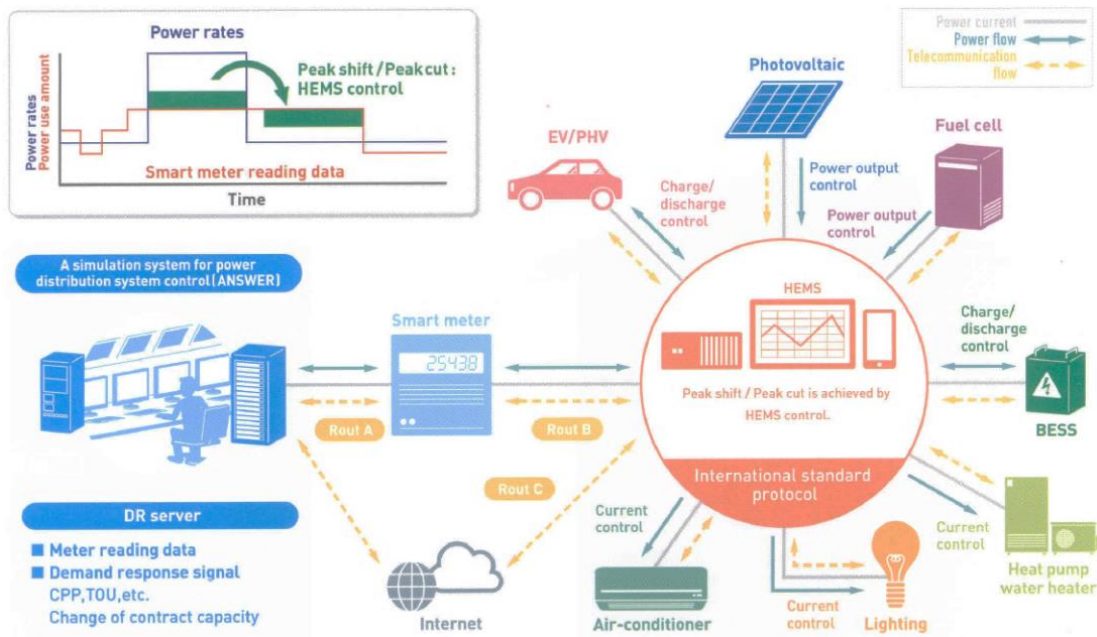 Power rates
Peak shift / Peak cut :
HEMS control
Power rates
Power use amount
Smart meter reading data
Time
Power current
Power flow
Telecommunication
flow
Photovoltaic
EV/PHV
Fuel cell
Charge/
discharge
control
Power output
control
Power output
control
A simulation system for power
distribution system control(ANSWER)
Smart meter
25438
HEMS
Charge/
discharge
control
Peak shift / Peak cut is achieved by
HEMS control.
BESS
Rout A
Rout B
Rout C
International standard
protocol
DR server
Meter reading data
Demand response signal
CPP,TOU,etc.
Change of contract capacity
Internet
Current
control
Air-conditioner
Current
control
Lighting
Current
control
Heat pump
water heater